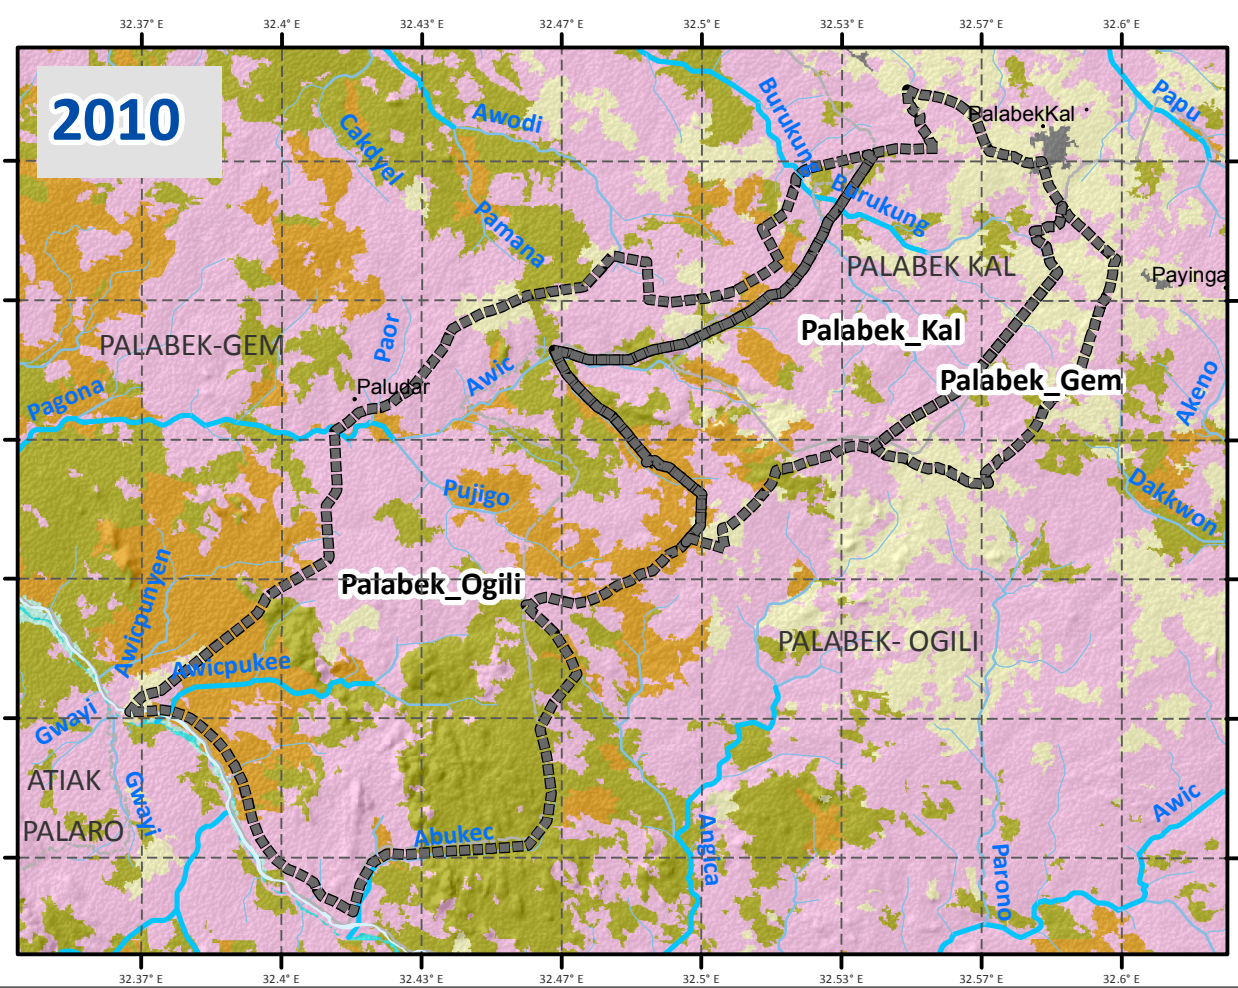 32.37° E 32.4° E 32.43° E 32.47° E 32.5° E 32.53° E 32.57° E 32.6° E
2010
Burukung
Papu
Awodi
PalabekKal
Cakdyel
Burukung
Pamana
PALABEK KAL
Payinga
Paor
Palabek_Kal
PALABEK-GEM
Awic
Palabek_Gem
Paludar
Pagona
Akeno
Pujigo
Dakkwon
Awicpunyen
Palabek_Ogili
PALABEK- OGILI
Awicpukee
Gwayi
ATIAK
Gwayi
PALARO
Abukec
Angica
Awic
Parono
32.37° E 32.4° E 32.43° E 32.47° E 32.5° E 32.53° E 32.57° E 32.6° E